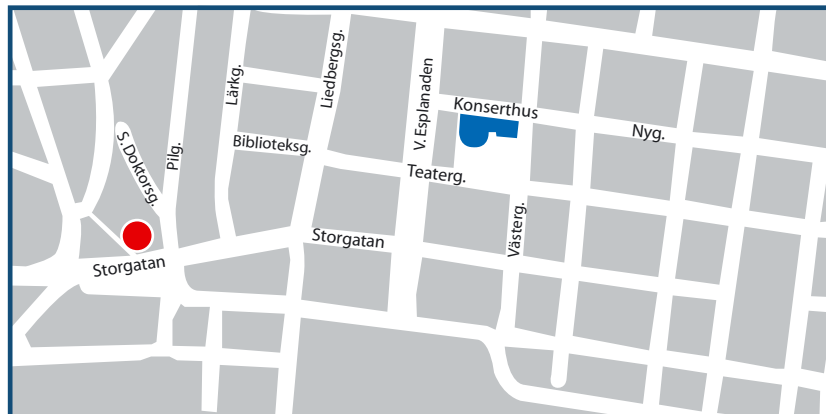 Konserthus
Nyg.
Liedbergsg.
Lärkg.
V. Esplanaden
S. Doktorsg.
Pilg.
Biblioteksg.
Teaterg.
Västerg.
Storgatan
Storgatan